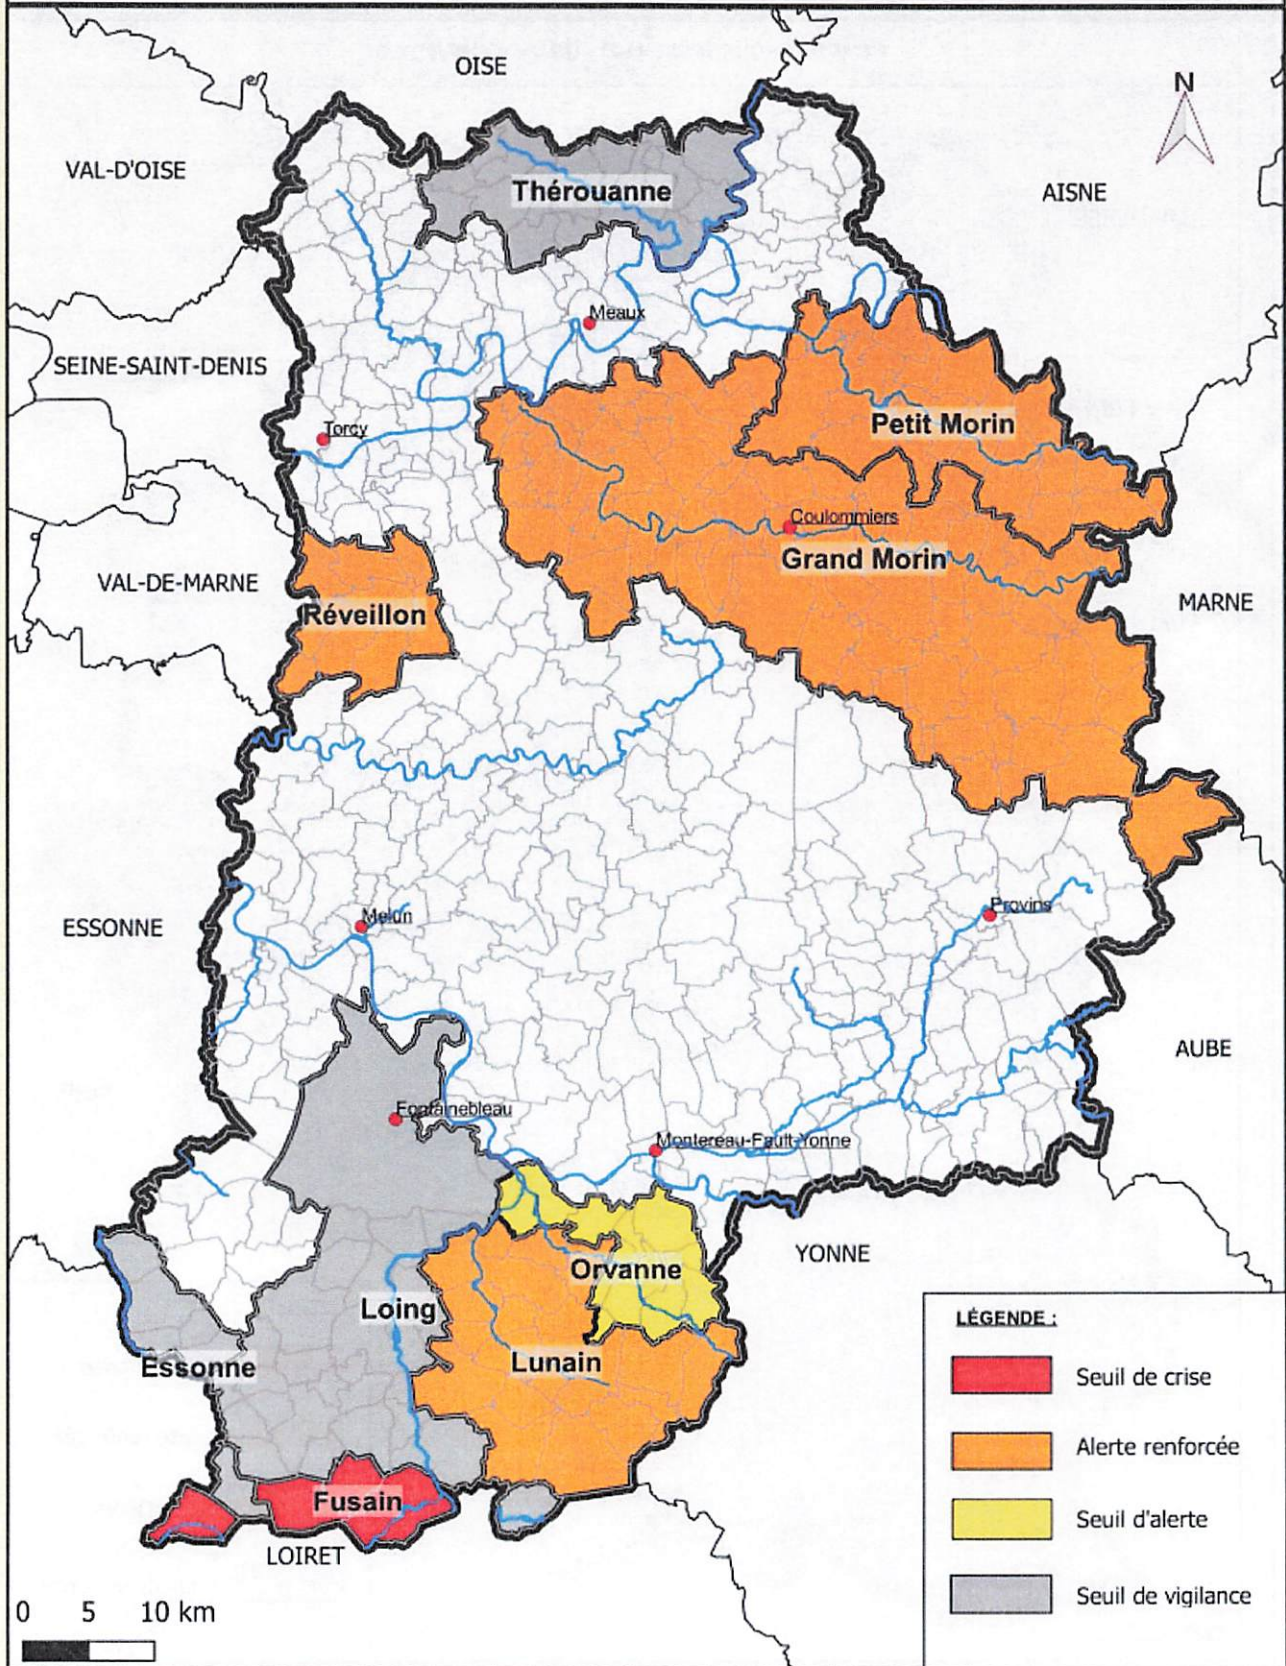 OISE
N
VAL-D'OISE
AISNE
Thérouanne
Meaux
SEINE-SAINT-DENIS
Petit Morin
Torcy
Coulommiers
Grand Morin
VAL-DE-MARNE
MARNE
Réveillon
Provins
Melun
ESSONNE
AUBE
Fontainebleau
Montereau-Fault-Yonne
YONNE
Orvanne
Loing
Lunain
Essonne
Fusain
LOIRET
0 5 10 km
LÉGENDE :
Seuil de crise
Alerte renforcée
Seuil d'alerte
Seuil de vigilance